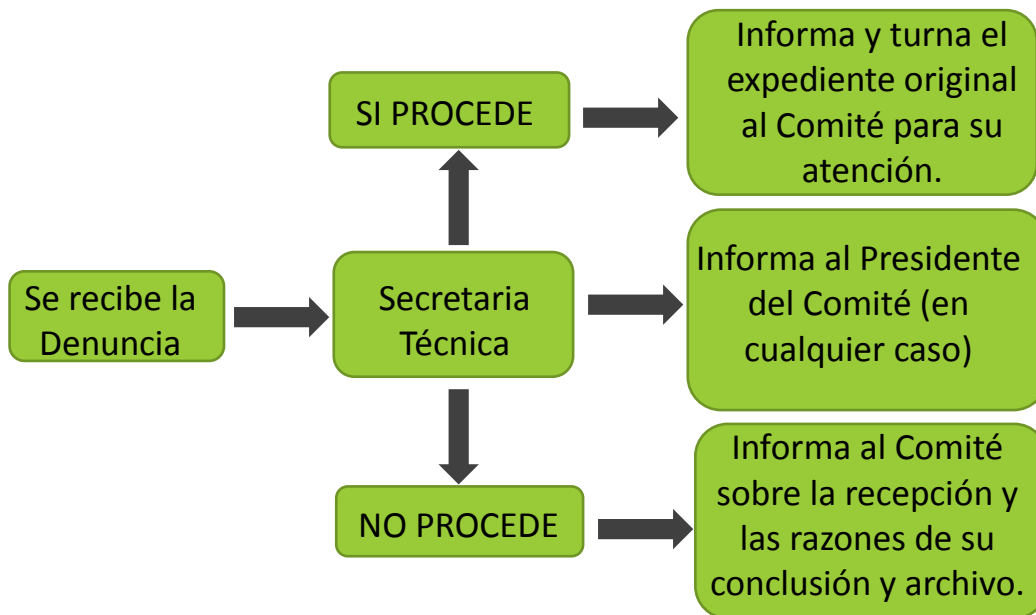 Se recibe la
Denuncia
Secretaria
Técnica
SI PROCEDE
Informa y turna el
expediente original
al Comité para su
atención.
Informa al Presidente
del Comité (en
cualquier caso)
NO PROCEDE
Informa al Comité
sobre la recepción y
las razones de su
conclusión y archivo.